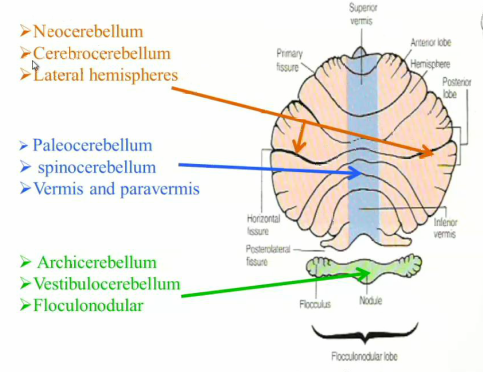 ➢Neocerebellum
➢Cerebrocerebellum
➢Lateral hemispheres
➢ Paleocerebellum
➢ spinocerebellum
➢Vermis and paravermis
➢ Archicerebellum
➢Vestibulocerebellum
➢Floculonodular
Superior
vermis
Primary
fissure
Anterior lobe
Hemisphere
Posterior
lobe
Horizontal
fissure
Inferior
vermis
Posterolateral
fissure
Flocculus
Nodule
Flocculonodular lobe